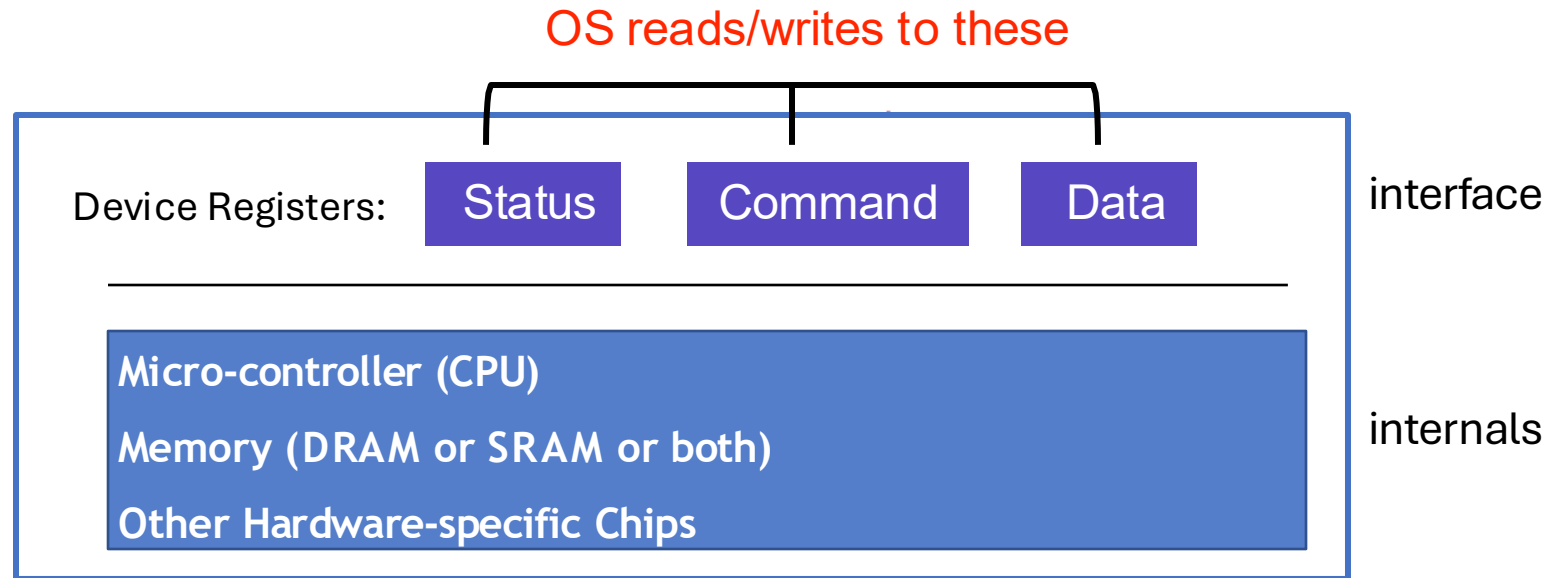 OS reads/writes to these
Device Registers: Status Command Data interface
Micro-controller (CPU)
Memory (DRAM or SRAM or both)
internals
Other Hardware-specific Chips